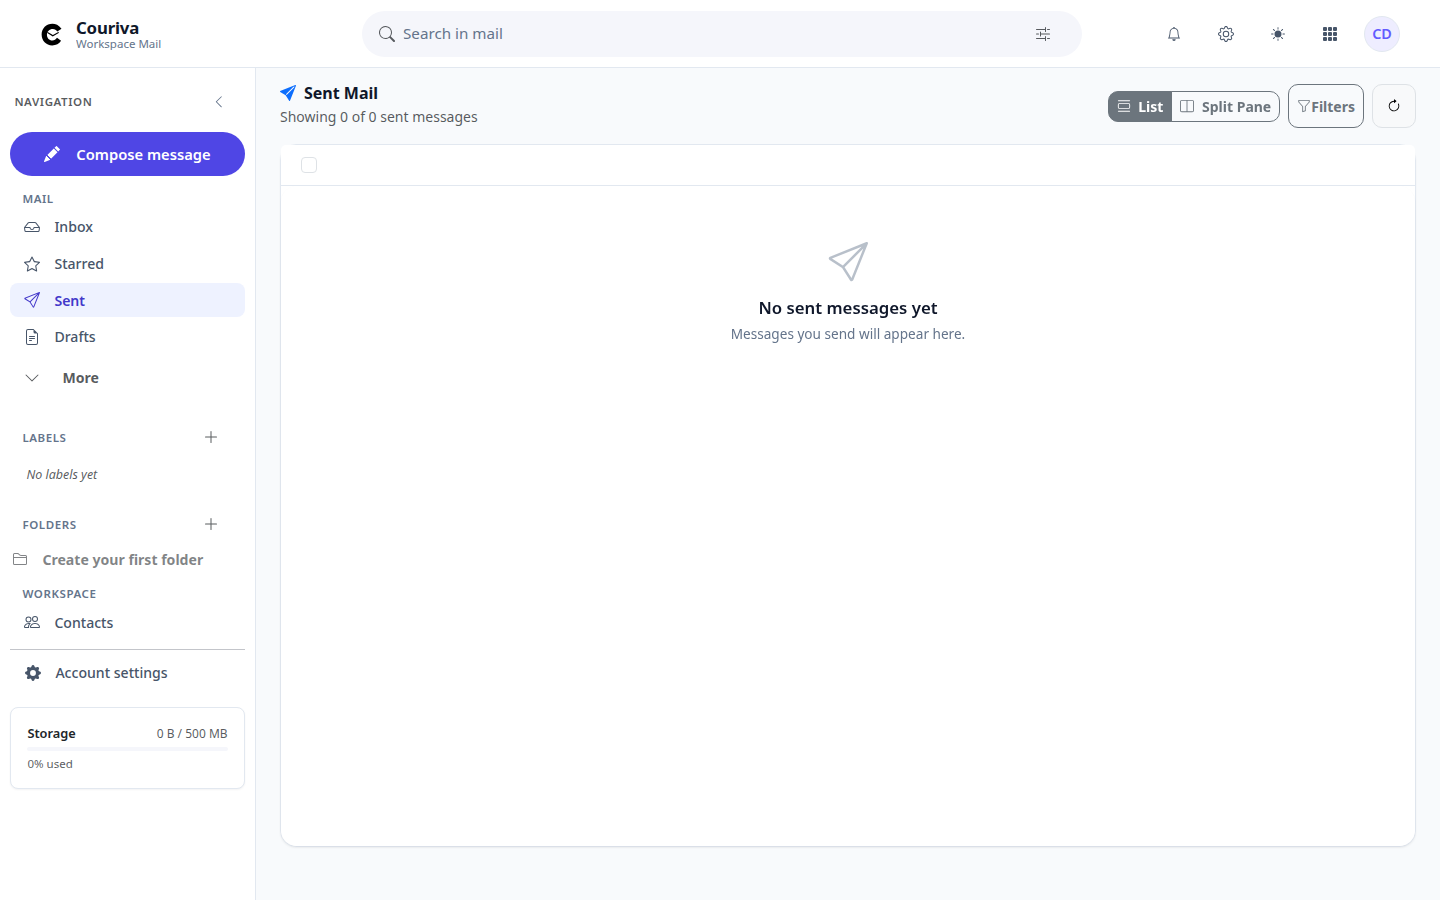 Couriva
Workspace Mail
Search in mail
CD
NAVIGATION
Compose message
MAIL
Inbox
Starred
Sent
Drafts
More
LABELS
No labels yet
FOLDERS
Create your first folder
WORKSPACE
Contacts
Account settings
Storage 0 B / 500 MB
0% used
Sent Mail
Showing 0 of 0 sent messages
List Split Pane Filters
No sent messages yet
Messages you send will appear here.